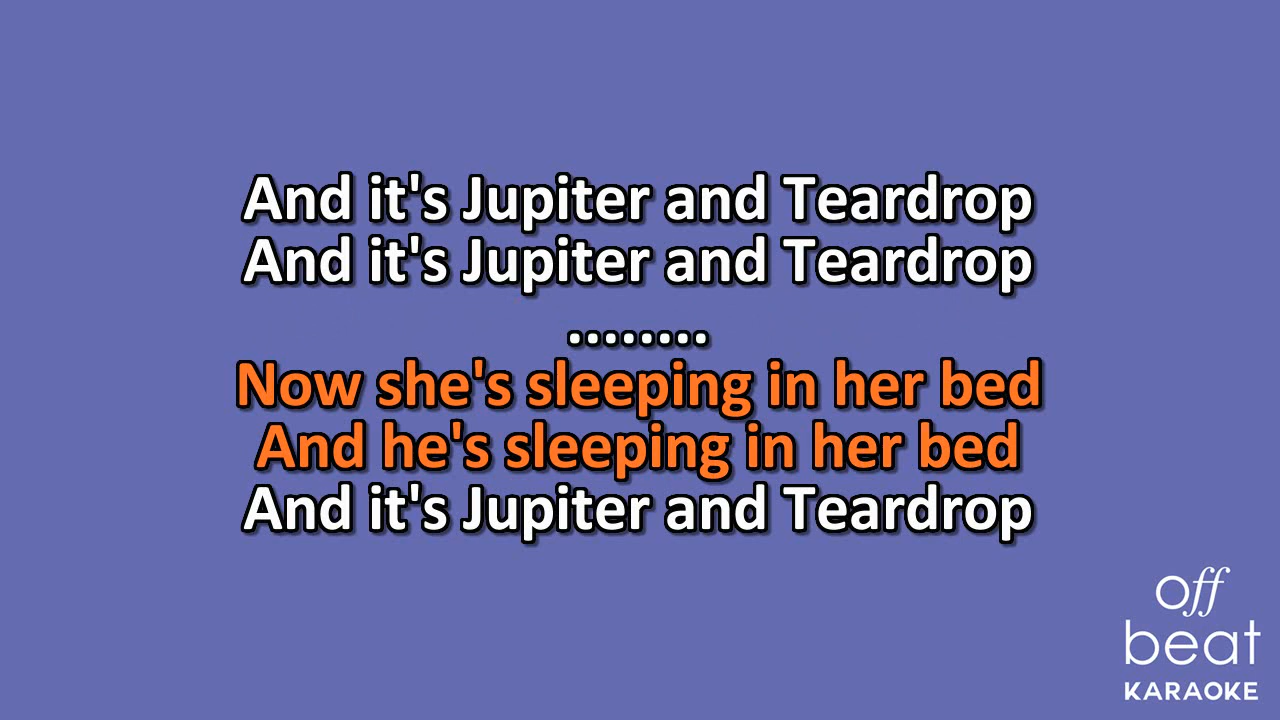 And it's Jupiter and Teardrop
And it's Jupiter and Teardrop
........
Now she's sleeping in her bed
And he's sleeping in her bed
And it's Jupiter and Teardrop
off
beat
KARAOKE